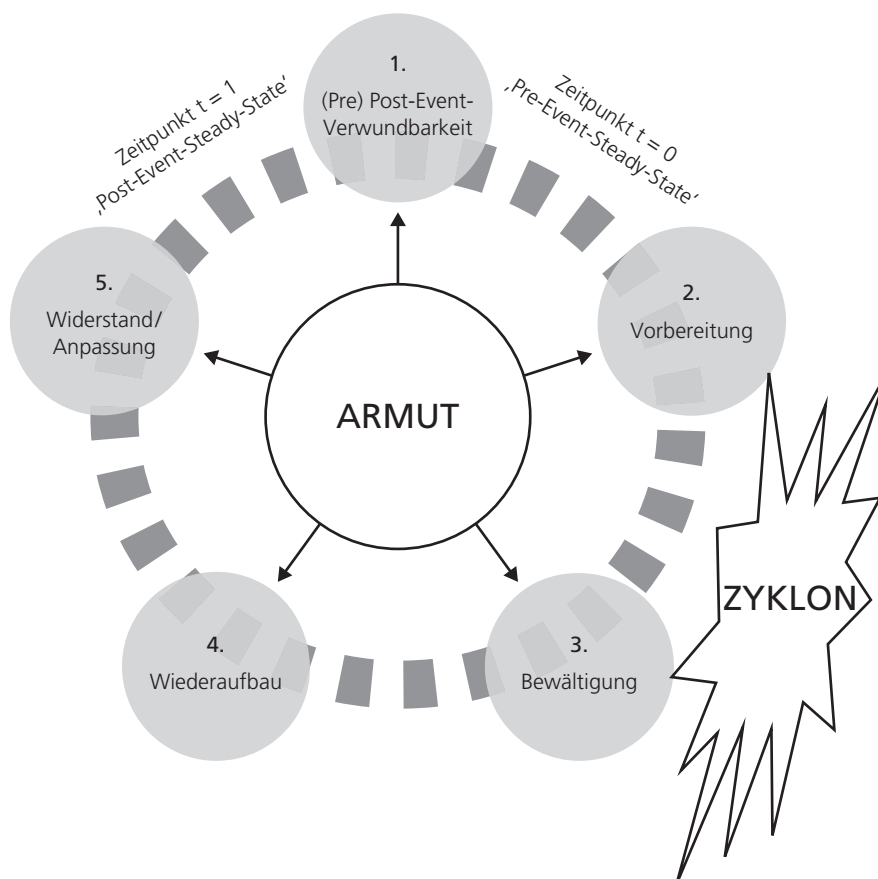 1.
(Pre) Post-Event-
Verwundbarkeit
Zeitpunkt t = 1
‚Post-Event-Steady-State‘
Zeitpunkt t = 0
‚Pre-Event-Steady-State‘
5.
Widerstand/
Anpassung
2.
Vorbereitung
ARMUT
ZYKLON
4.
Wiederaufbau
3.
Bewältigung